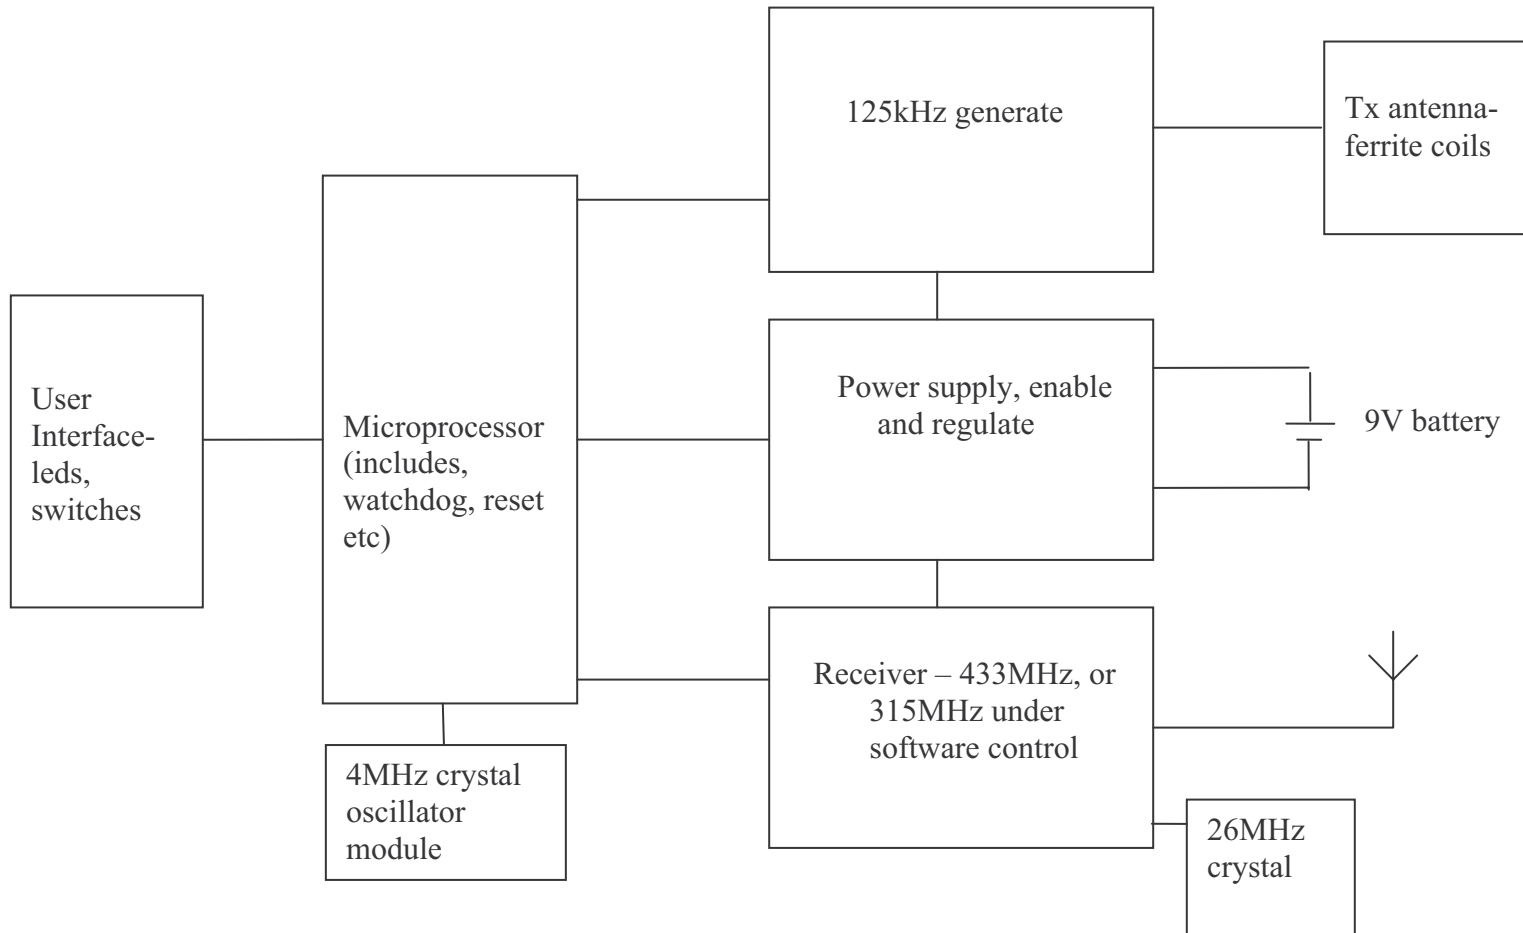 125kHz generate
Tx antenna-
ferrite coils
User
Interface-
leds,
switches
Microprocessor
(includes,
watchdog, reset
etc)
Power supply, enable
and regulate
9V battery
Receiver – 433MHz, or
315MHz under
software control
4MHz crystal
oscillator
module
26MHz
crystal